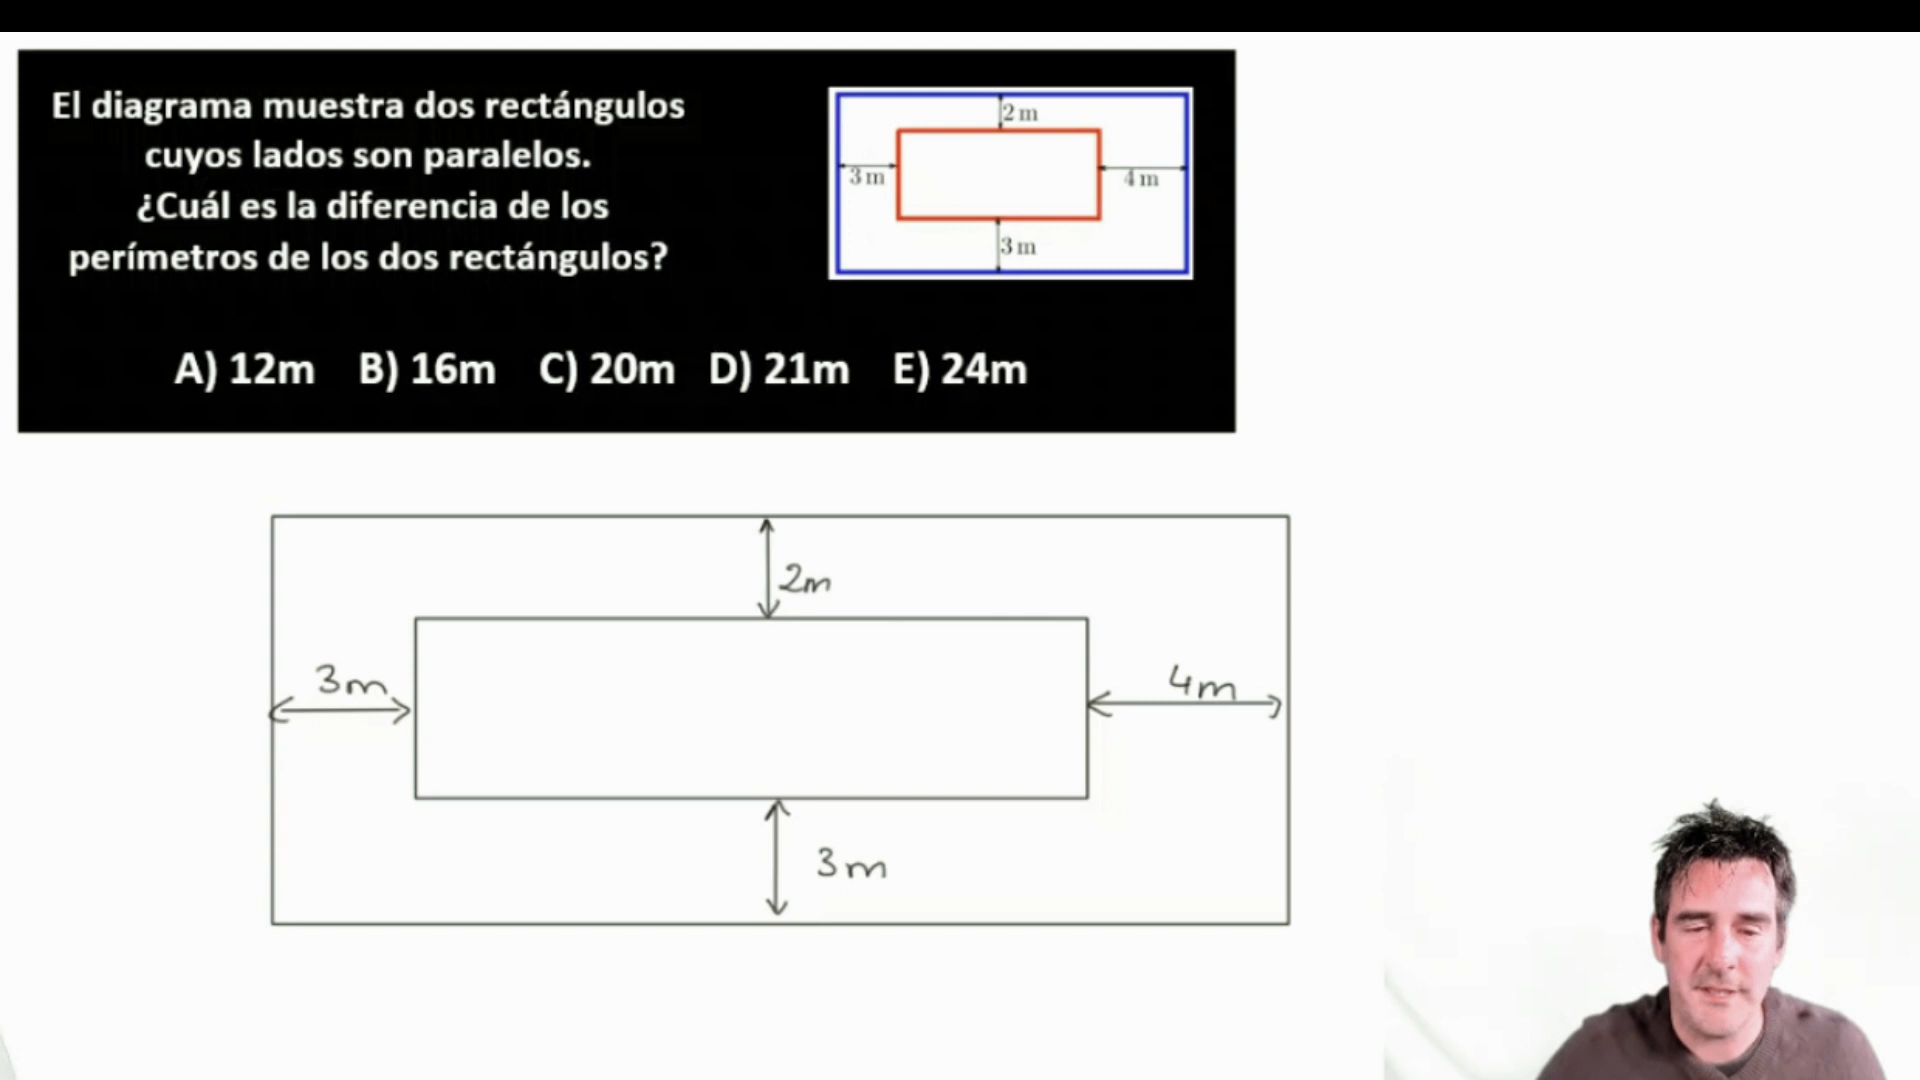 El diagrama muestra dos rectángulos
cuyos lados son paralelos.
¿Cuál es la diferencia de los
perímetros de los dos rectángulos?
2 m
3 m
4 m
3 m
A) 12m B) 16m C) 20m D) 21m E) 24m
2m
3m
4m
3m